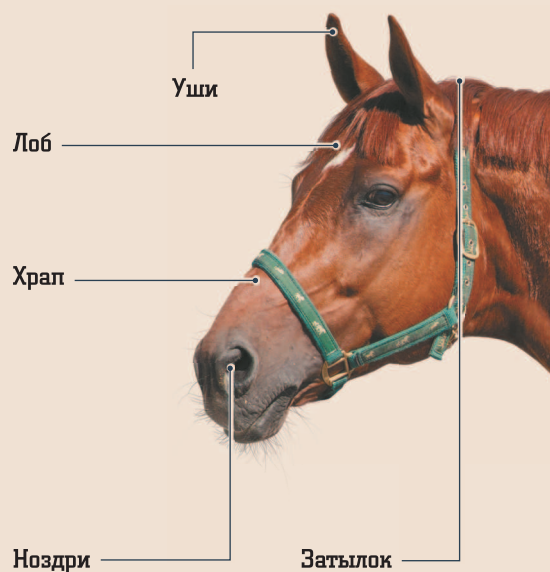 Уши
Лоб
Храп
Ноздри
Затылок